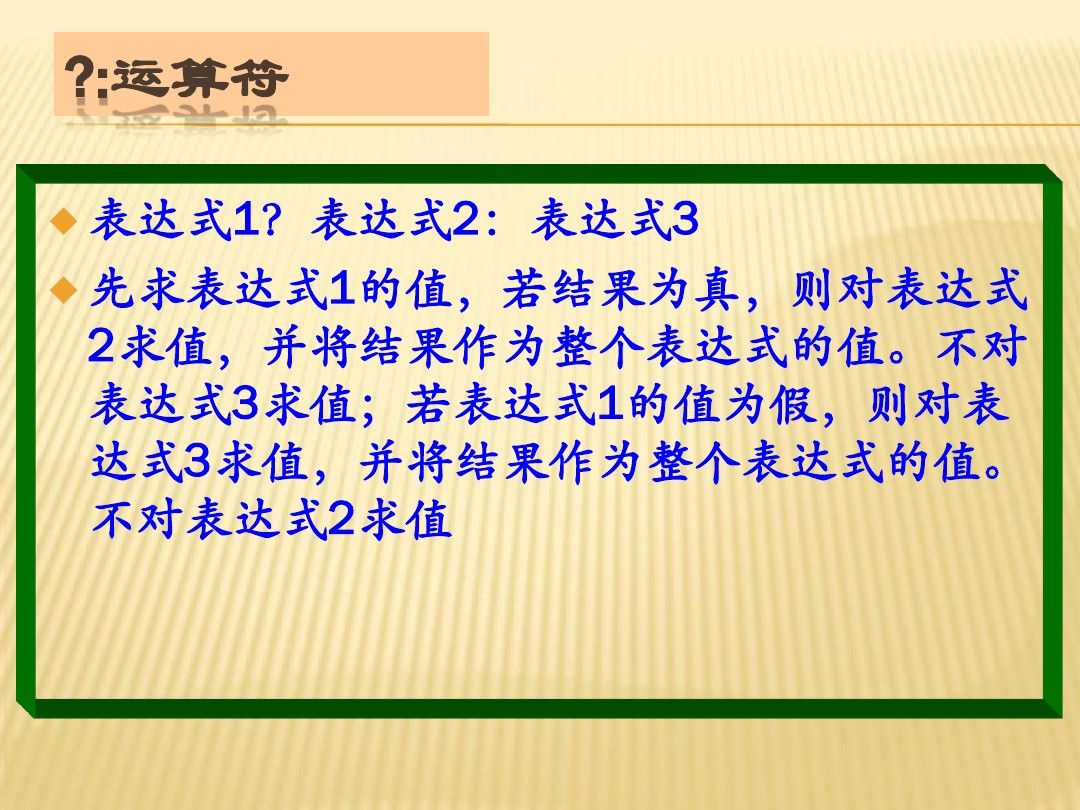 ?:运算符
表达式1？表达式2：表达式3
先求表达式1的值，若结果为真，则对表达式
2求值，并将结果作为整个表达式的值。不对
表达式3求值；若表达式1的值为假，则对表
达式3求值，并将结果作为整个表达式的值。
不对表达式2求值